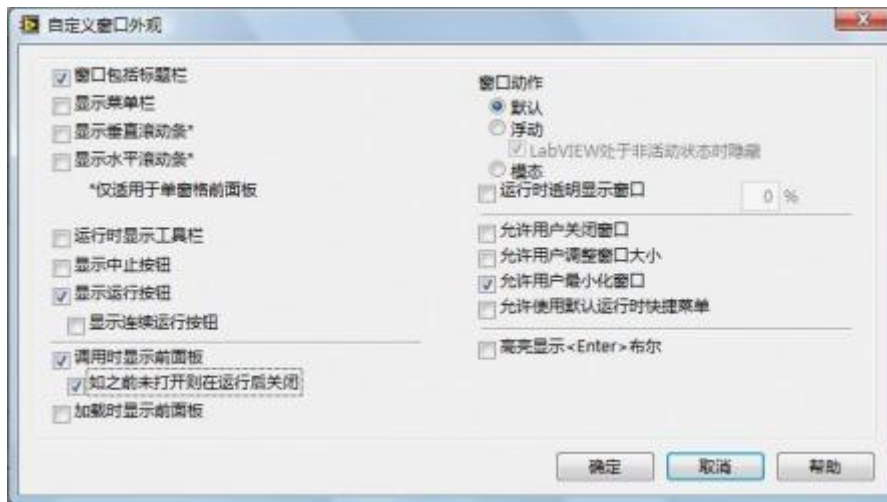 自定义窗口外观
窗口包括标题栏
显示菜单栏
显示垂直滚动条*
显示水平滚动条*
*仅适用于单窗格前面板
运行时显示工具栏
显示中止按钮
显示运行按钮
显示连续运行按钮
调用时显示前面板
如之前未打开则在运行后关闭
加载时显示前面板
窗口动作
默认
浮动
LabVIEW处于非活动状态时隐藏
模态
运行时透明显示窗口
0 %
允许用户关闭窗口
允许用户调整窗口大小
允许用户最小化窗口
允许使用默认运行时快捷菜单
高亮显示<Enter>布尔
确定
取消
帮助